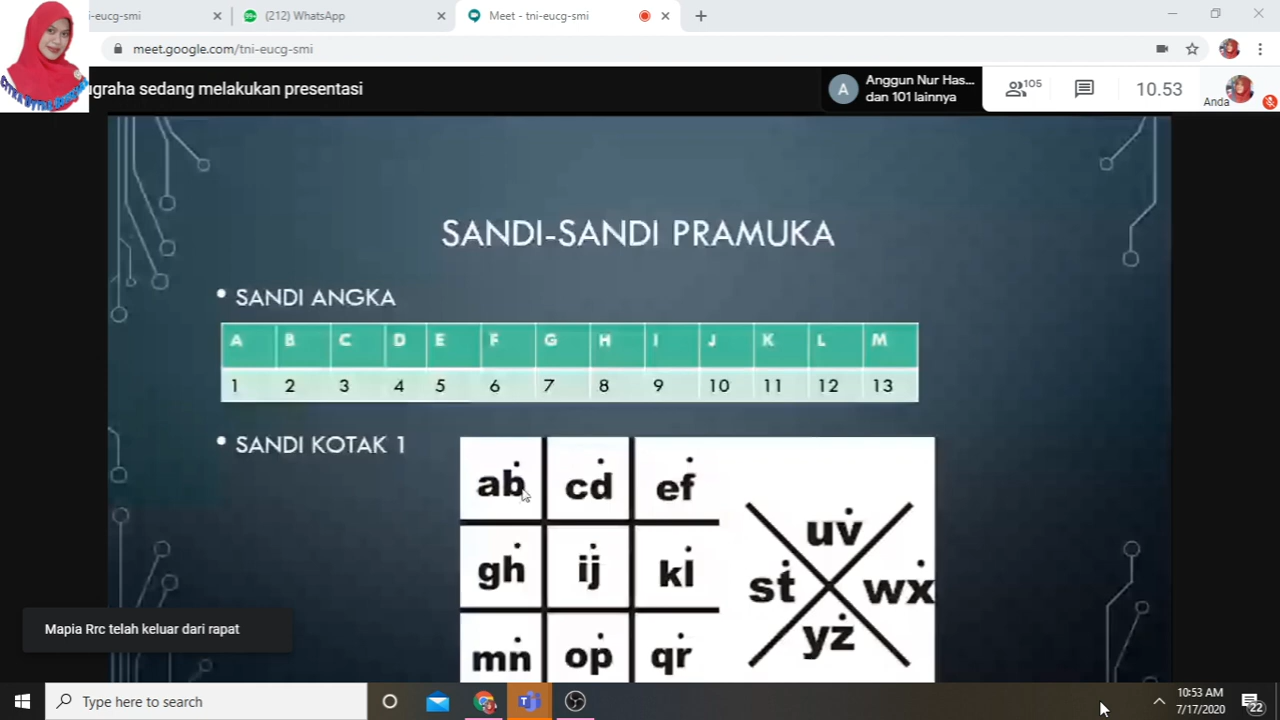 i-eucg-smi
(212) WhatsApp
Meet - tni-eucg-smi
meet.google.com/tni-eucg-smi
ugraha sedang melakukan presentasi
A
Anggun Nur Has...
dan 101 lainnya
105
10.53
Anda
SANDI-SANDI PRAMUKA
• SANDI ANGKA
A B C D E F G H I J K L M
1 2 3 4 5 6 7 8 9 10 11 12 13
• SANDI KOTAK 1
ab cd ef
gh ij kl
mn op qr
uv
st wx
yz
Mapia Rrc telah keluar dari rapat
Type here to search
10:53 AM
7/17/2020
22